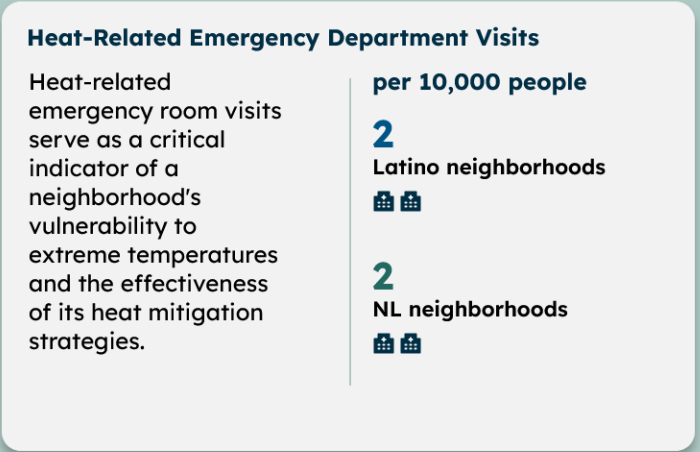 Heat-Related Emergency Department Visits
Heat-related
emergency room visits
serve as a critical
indicator of a
neighborhood's
vulnerability to
extreme temperatures
and the effectiveness
of its heat mitigation
strategies.
per 10,000 people
2
Latino neighborhoods
2
NL neighborhoods